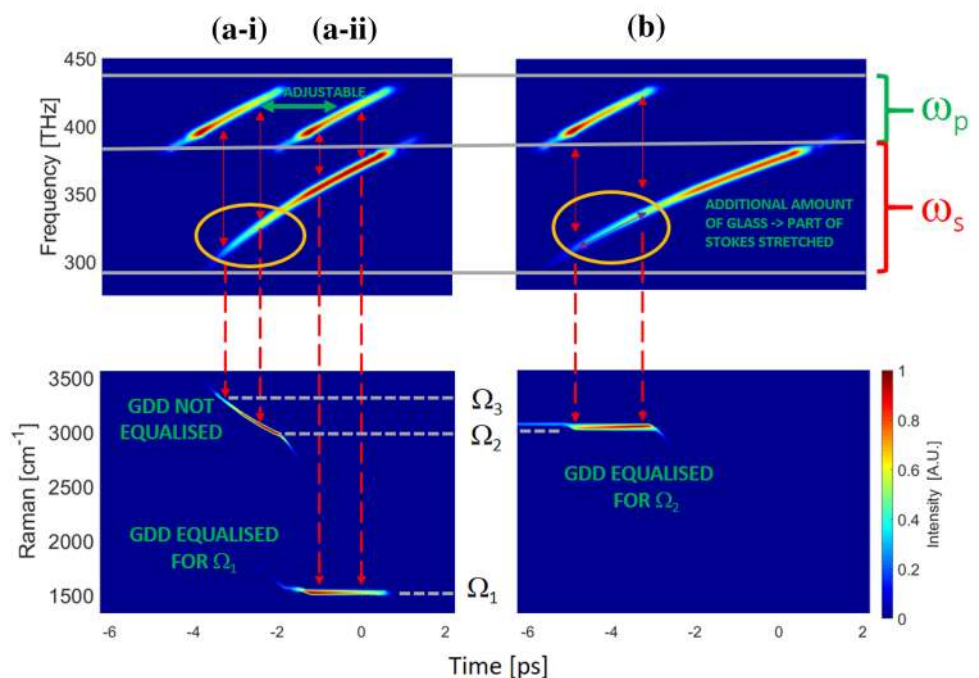 (a-i) (a-ii) (b)
450
400
350
300
Frequency [THz]
ADJUSTABLE
ADDITIONAL AMOUNT
OF GLASS -> PART OF
STOKES STRETCHED
ωp
ωs
3500
3000
2500
2000
1500
Raman [cm-1]
GDD NOT
EQUALISED
GDD EQUALISED
FOR Ω1
Ω3
Ω2
Ω1
GDD EQUALISED
FOR Ω2
1
0.8
0.6
0.4
0.2
0
Intensity [A.U.]
-6 -4 -2 0 2 -6 -4 -2 0 2
Time [ps]